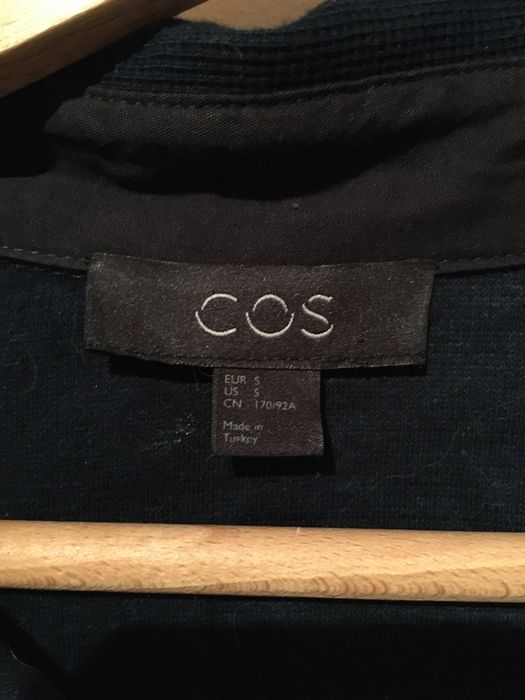 COS
EUR S
US S
CN 170/92A
Made in
Turkey